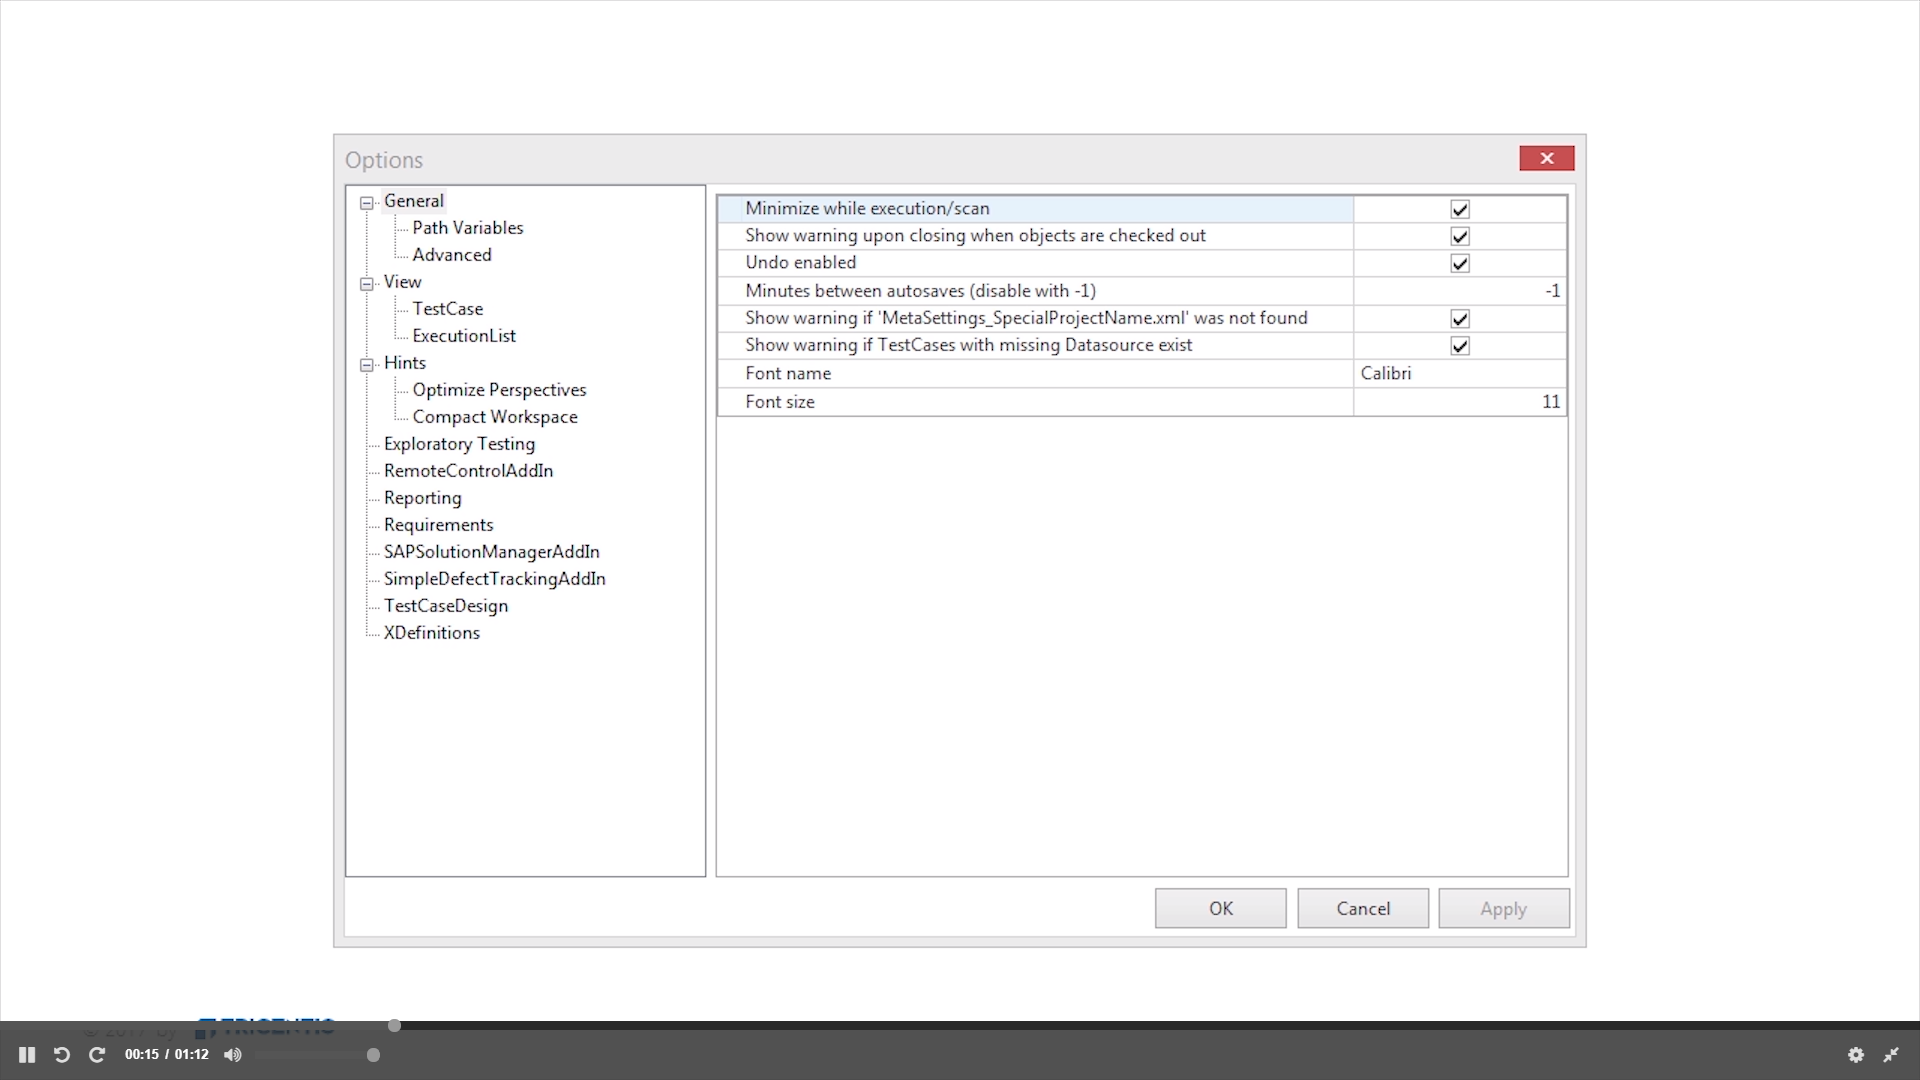 Options
General
Path Variables
Advanced
View
TestCase
ExecutionList
Hints
Optimize Perspectives
Compact Workspace
Exploratory Testing
RemoteControlAddIn
Reporting
Requirements
SAPSolutionManagerAddIn
SimpleDefectTrackingAddIn
TestCaseDesign
XDefinitions
Minimize while execution/scan
Show warning upon closing when objects are checked out
Undo enabled
Minutes between autosaves (disable with -1) -1
Show warning if 'MetaSettings_SpecialProjectName.xml' was not found
Show warning if TestCases with missing Datasource exist
Font name Calibri
Font size 11
OK Cancel Apply
© 2017 by TRICENTIS
00:15 / 01:12